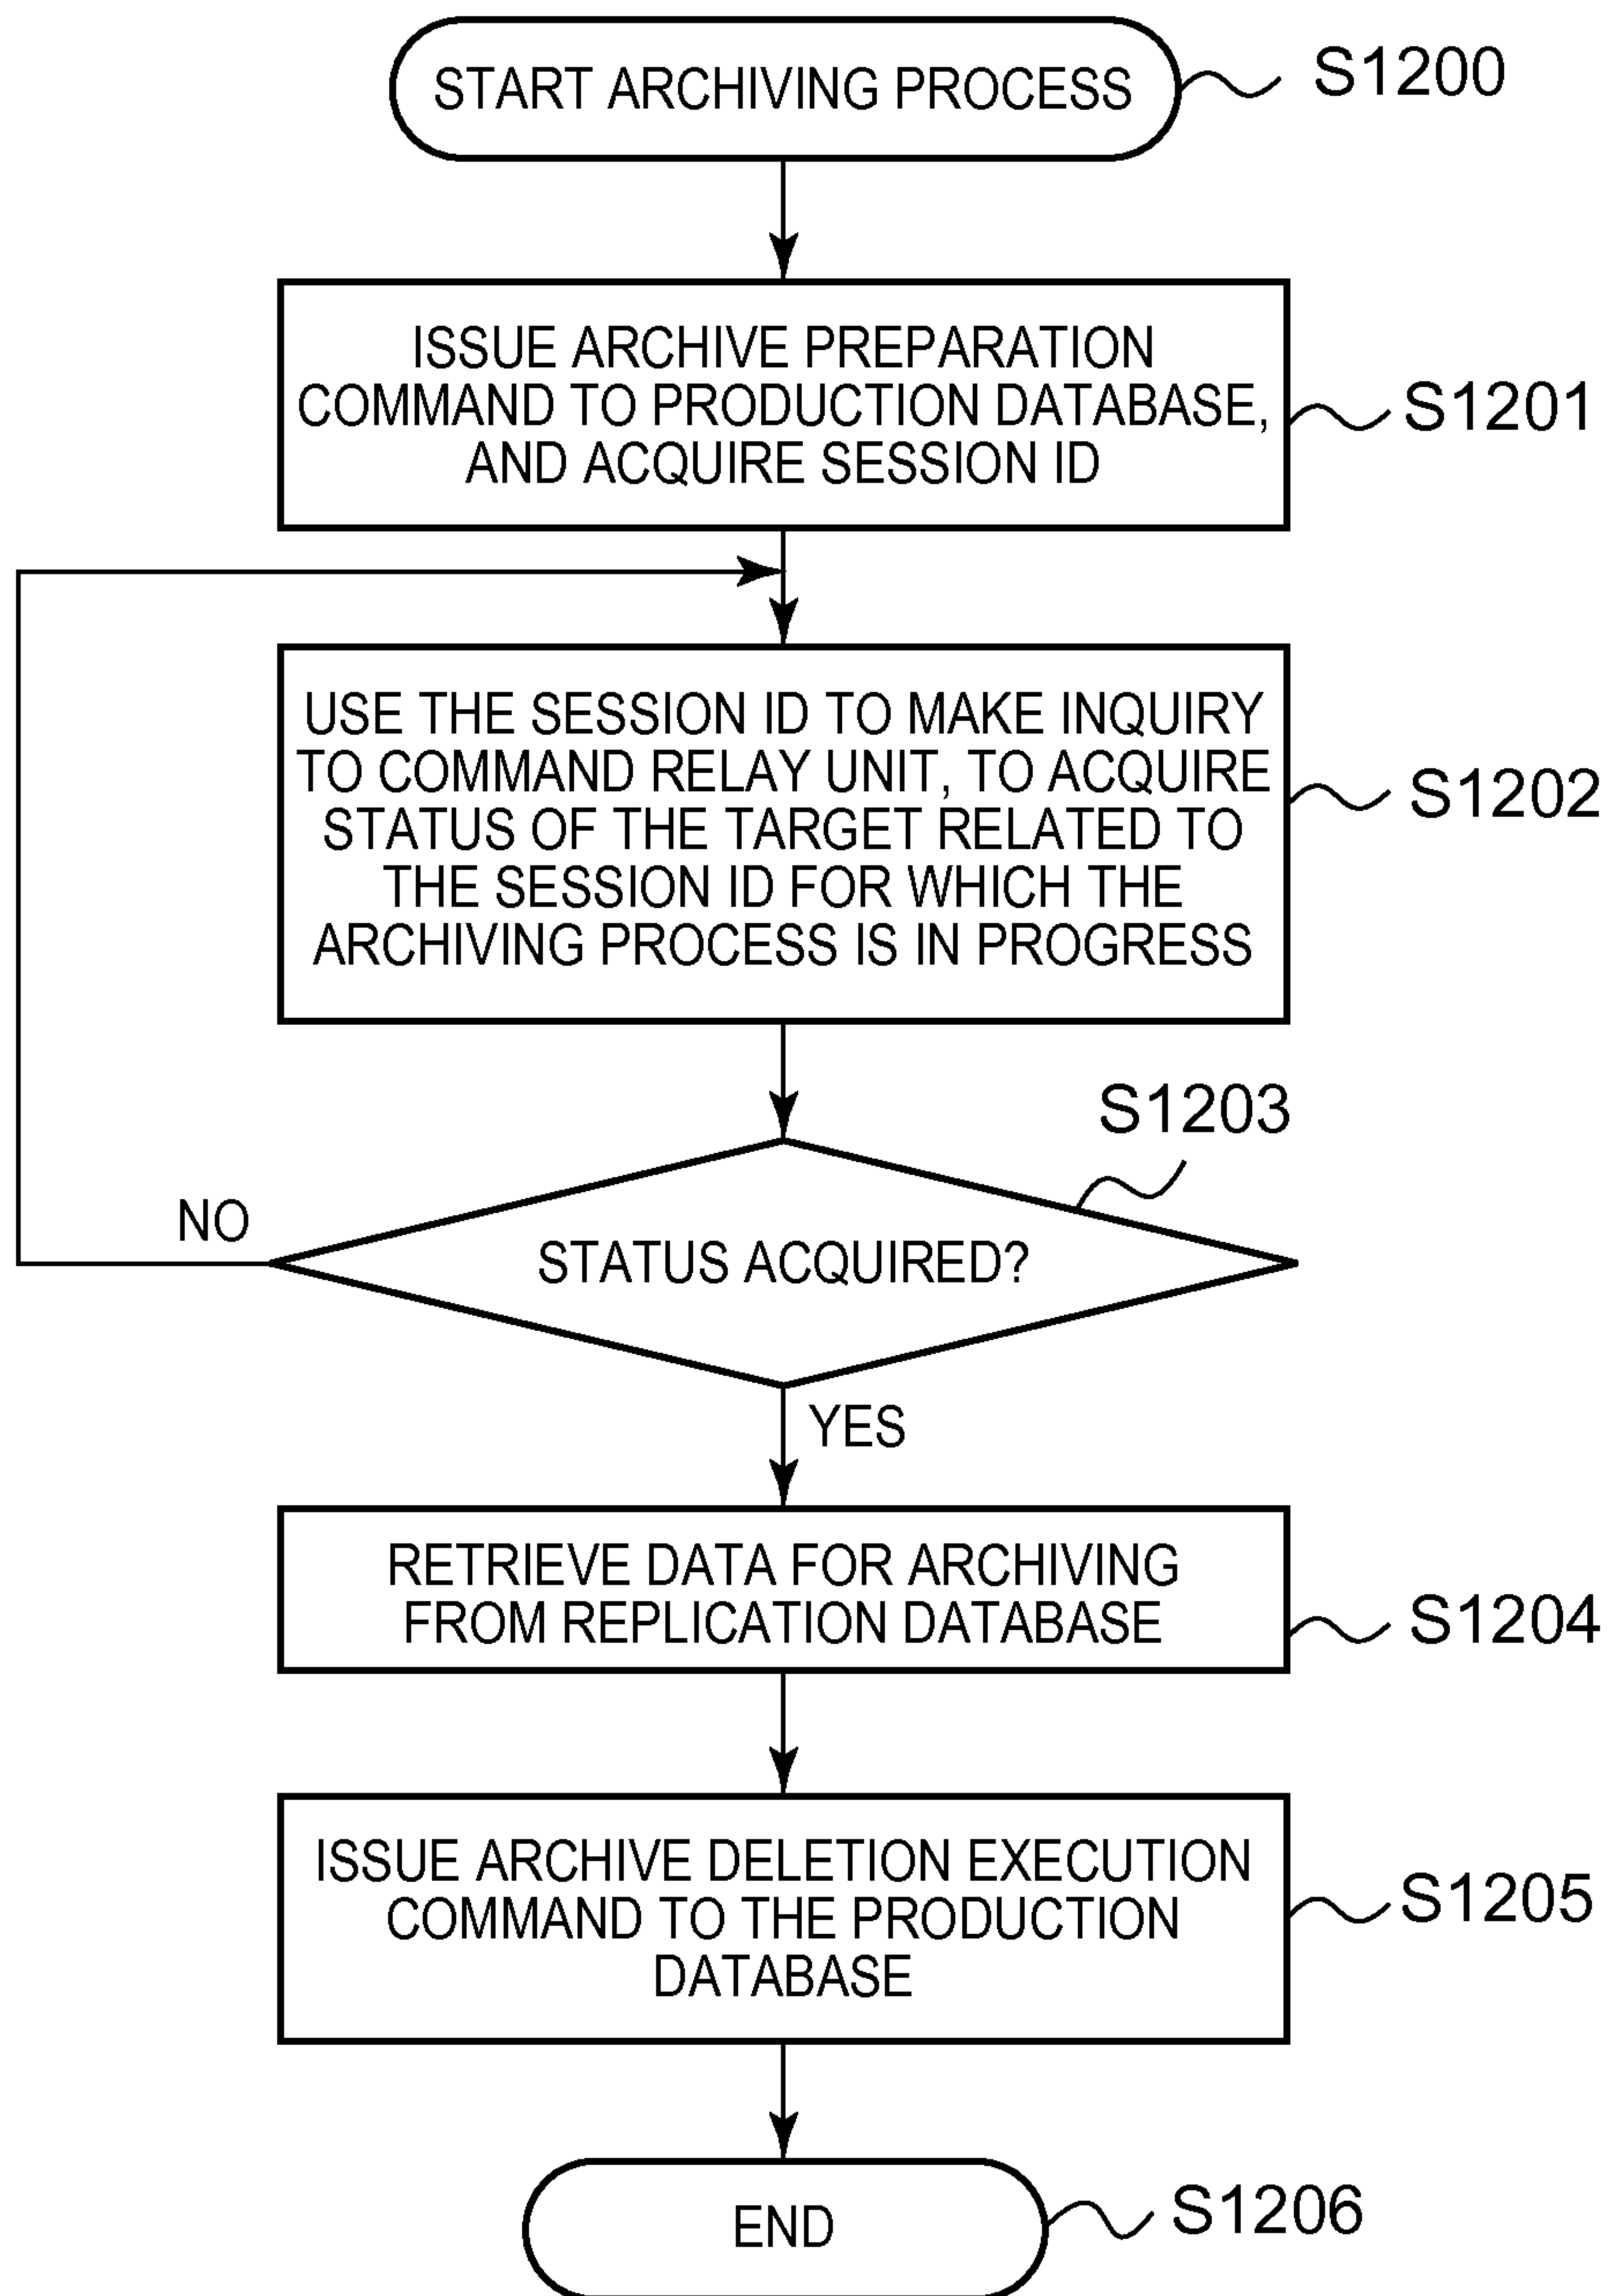 START ARCHIVING PROCESS
S1200
ISSUE ARCHIVE PREPARATION
COMMAND TO PRODUCTION DATABASE,
AND ACQUIRE SESSION ID
S1201
USE THE SESSION ID TO MAKE INQUIRY
TO COMMAND RELAY UNIT, TO ACQUIRE
STATUS OF THE TARGET RELATED TO
THE SESSION ID FOR WHICH THE
ARCHIVING PROCESS IS IN PROGRESS
S1202
S1203
NO
STATUS ACQUIRED?
YES
RETRIEVE DATA FOR ARCHIVING
FROM REPLICATION DATABASE
S1204
ISSUE ARCHIVE DELETION EXECUTION
COMMAND TO THE PRODUCTION
DATABASE
S1205
END
S1206